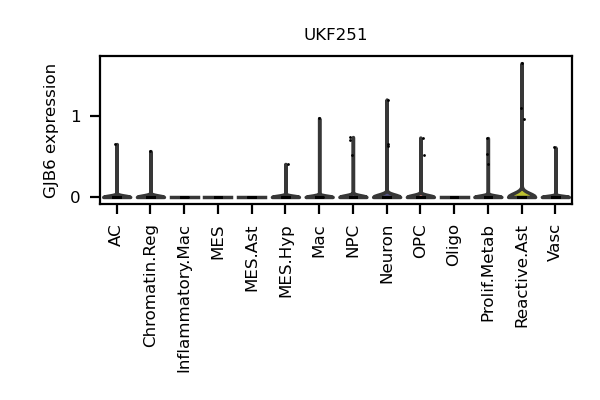 UKF251
GJB6 expression
1
0
AC
Chromatin.Reg
Inflammatory.Mac
MES
MES.Ast
MES.Hyp
Mac
NPC
Neuron
OPC
Oligo
Prolif.Metab
Reactive.Ast
Vasc